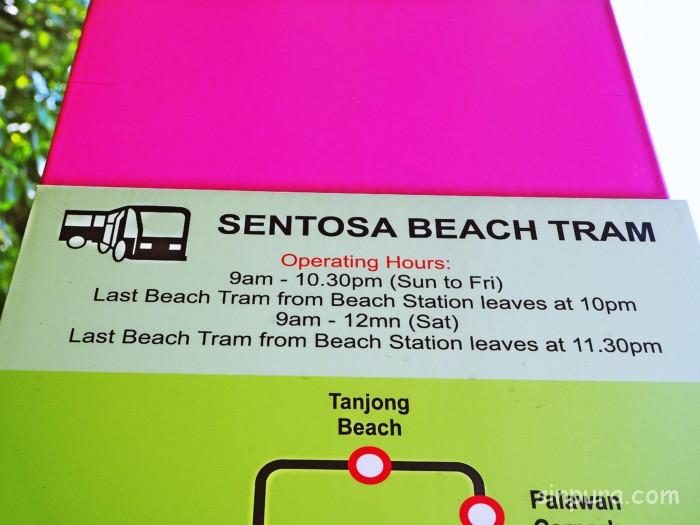 SENTOSA BEACH TRAM
Operating Hours:
9am - 10.30pm (Sun to Fri)
Last Beach Tram from Beach Station leaves at 10pm
9am - 12mn (Sat)
Last Beach Tram from Beach Station leaves at 11.30pm
Tanjong
Beach
Palawan